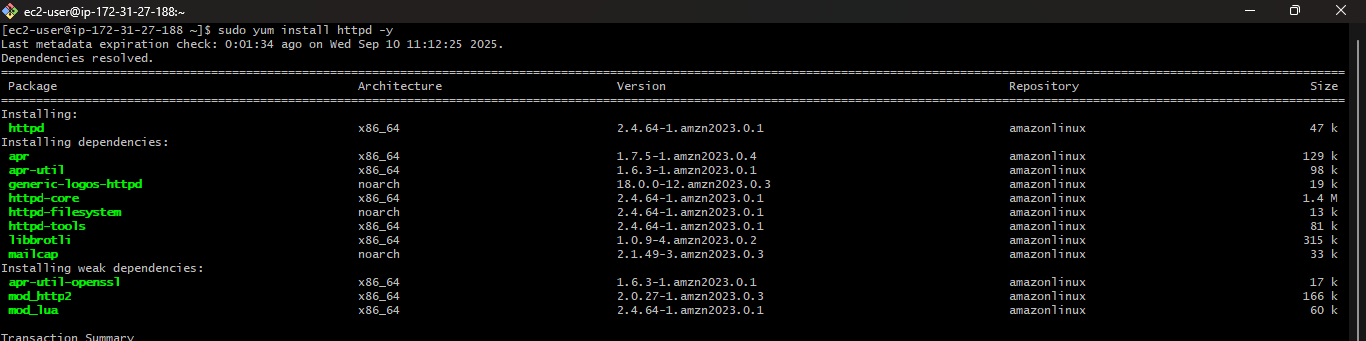 ec2-user@ip-172-31-27-188:~
[ec2-user@ip-172-31-27-188 ~]$ sudo yum install httpd -y
Last metadata expiration check: 0:01:34 ago on Wed Sep 10 11:12:25 2025.
Dependencies resolved.
Package Architecture Version Repository Size
Installing:
httpd x86_64 2.4.64-1.amzn2023.0.1 amazonlinux 47 k
Installing dependencies:
apr x86_64 1.7.5-1.amzn2023.0.4 amazonlinux 129 k
apr-util x86_64 1.6.3-1.amzn2023.0.1 amazonlinux 98 k
generic-logos-httpd noarch 18.0.0-12.amzn2023.0.3 amazonlinux 19 k
httpd-core x86_64 2.4.64-1.amzn2023.0.1 amazonlinux 1.4 M
httpd-filesystem noarch 2.4.64-1.amzn2023.0.1 amazonlinux 13 k
httpd-tools x86_64 2.4.64-1.amzn2023.0.1 amazonlinux 81 k
libbrotli x86_64 1.0.9-4.amzn2023.0.2 amazonlinux 315 k
mailcap noarch 2.1.49-3.amzn2023.0.3 amazonlinux 33 k
Installing weak dependencies:
apr-util-openssl x86_64 1.6.3-1.amzn2023.0.1 amazonlinux 17 k
mod_http2 x86_64 2.0.27-1.amzn2023.0.3 amazonlinux 166 k
mod_lua x86_64 2.4.64-1.amzn2023.0.1 amazonlinux 60 k
Transaction Summary